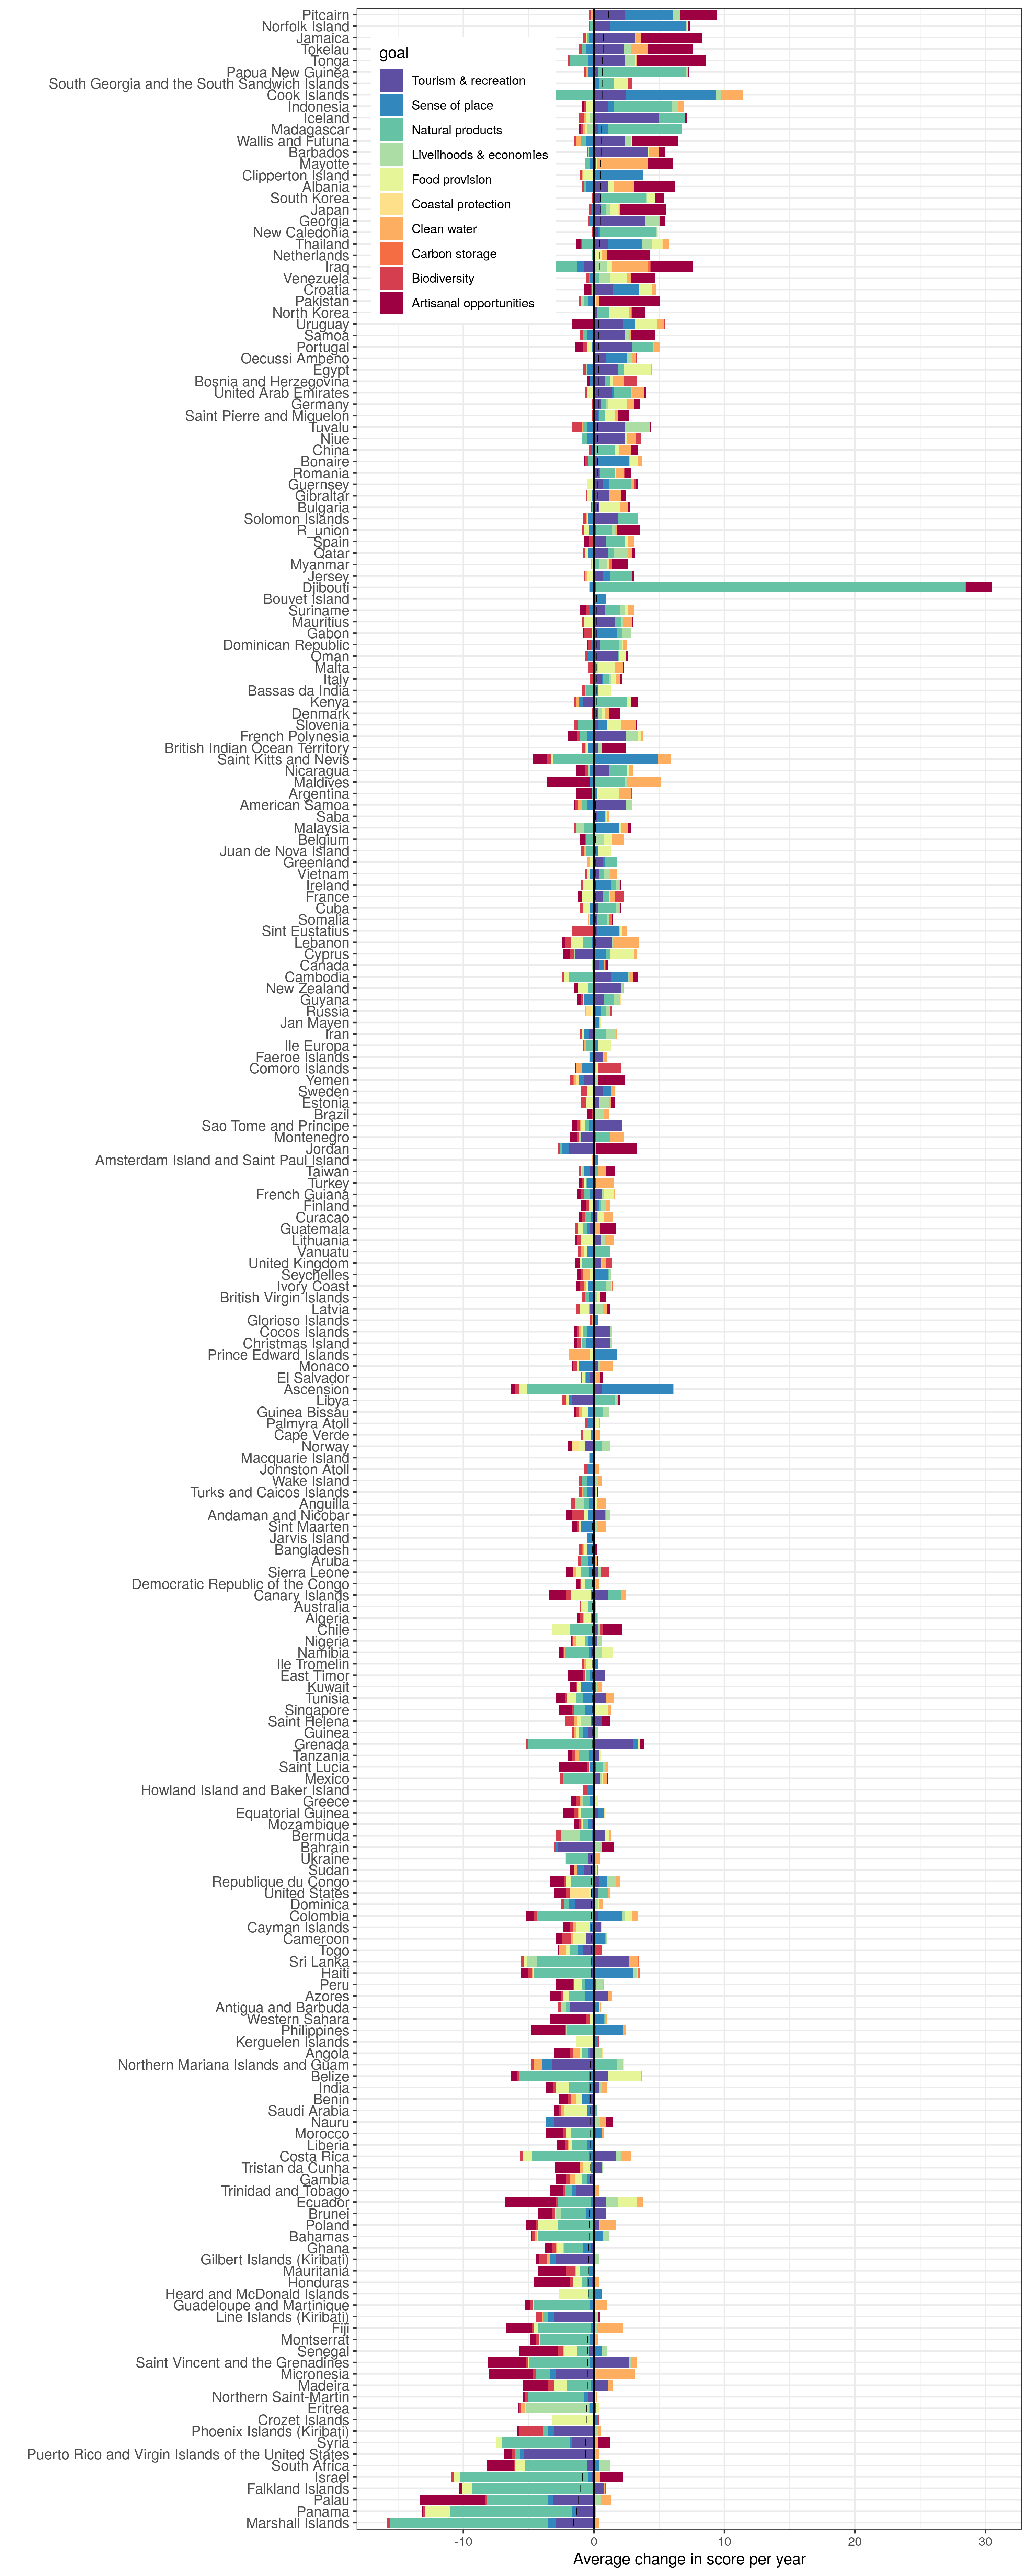 Pitcairn
Norfolk Island
Jamaica
Tokelau
Tonga
Papua New Guinea
South Georgia and the South Sandwich Islands
Cook Islands
Indonesia
Iceland
Madagascar
Wallis and Futuna
Barbados
Mayotte
Clipperton Island
Albania
South Korea
Japan
Georgia
New Caledonia
Thailand
Netherlands
Iraq
Venezuela
Croatia
Pakistan
North Korea
Uruguay
Samoa
Portugal
Oecussi Ambeno
Egypt
Bosnia and Herzegovina
United Arab Emirates
Germany
Saint Pierre and Miquelon
Tuvalu
Niue
China
Bonaire
Romania
Guernsey
Gibraltar
Bulgaria
Solomon Islands
R_union
Spain
Qatar
Myanmar
Jersey
Djibouti
Bouvet Island
Suriname
Mauritius
Gabon
Dominican Republic
Oman
Malta
Italy
Bassas da India
Kenya
Denmark
Slovenia
French Polynesia
British Indian Ocean Territory
Saint Kitts and Nevis
Nicaragua
Maldives
Argentina
American Samoa
Saba
Malaysia
Belgium
Juan de Nova Island
Greenland
Vietnam
Ireland
France
Cuba
Somalia
Sint Eustatius
Lebanon
Cyprus
Canada
Cambodia
New Zealand
Guyana
Russia
Jan Mayen
Iran
Ile Europa
Faeroe Islands
Comoro Islands
Yemen
Sweden
Estonia
Brazil
Sao Tome and Principe
Montenegro
Jordan
Amsterdam Island and Saint Paul Island
Taiwan
Turkey
French Guiana
Finland
Curacao
Guatemala
Lithuania
Vanuatu
United Kingdom
Seychelles
Ivory Coast
British Virgin Islands
Latvia
Glorioso Islands
Cocos Islands
Christmas Island
Prince Edward Islands
Monaco
El Salvador
Ascension
Libya
Guinea Bissau
Palmyra Atoll
Cape Verde
Norway
Macquarie Island
Johnston Atoll
Wake Island
Turks and Caicos Islands
Anguilla
Andaman and Nicobar
Sint Maarten
Jarvis Island
Bangladesh
Aruba
Sierra Leone
Democratic Republic of the Congo
Canary Islands
Australia
Algeria
Chile
Nigeria
Namibia
Ile Tromelin
East Timor
Kuwait
Tunisia
Singapore
Saint Helena
Guinea
Grenada
Tanzania
Saint Lucia
Mexico
Howland Island and Baker Island
Greece
Equatorial Guinea
Mozambique
Bermuda
Bahrain
Ukraine
Sudan
Republique du Congo
United States
Dominica
Colombia
Cayman Islands
Cameroon
Togo
Sri Lanka
Haiti
Peru
Azores
Antigua and Barbuda
Western Sahara
Philippines
Kerguelen Islands
Angola
Northern Mariana Islands and Guam
Belize
India
Benin
Saudi Arabia
Nauru
Morocco
Liberia
Costa Rica
Tristan da Cunha
Gambia
Trinidad and Tobago
Ecuador
Brunei
Poland
Bahamas
Ghana
Gilbert Islands (Kiribati)
Mauritania
Honduras
Heard and McDonald Islands
Guadeloupe and Martinique
Line Islands (Kiribati)
Fiji
Montserrat
Senegal
Saint Vincent and the Grenadines
Micronesia
Madeira
Northern Saint-Martin
Eritrea
Crozet Islands
Phoenix Islands (Kiribati)
Syria
Puerto Rico and Virgin Islands of the United States
South Africa
Israel
Falkland Islands
Palau
Panama
Marshall Islands
goal
Tourism & recreation
Sense of place
Natural products
Livelihoods & economies
Food provision
Coastal protection
Clean water
Carbon storage
Biodiversity
Artisanal opportunities
-10 0 10 20 30
Average change in score per year